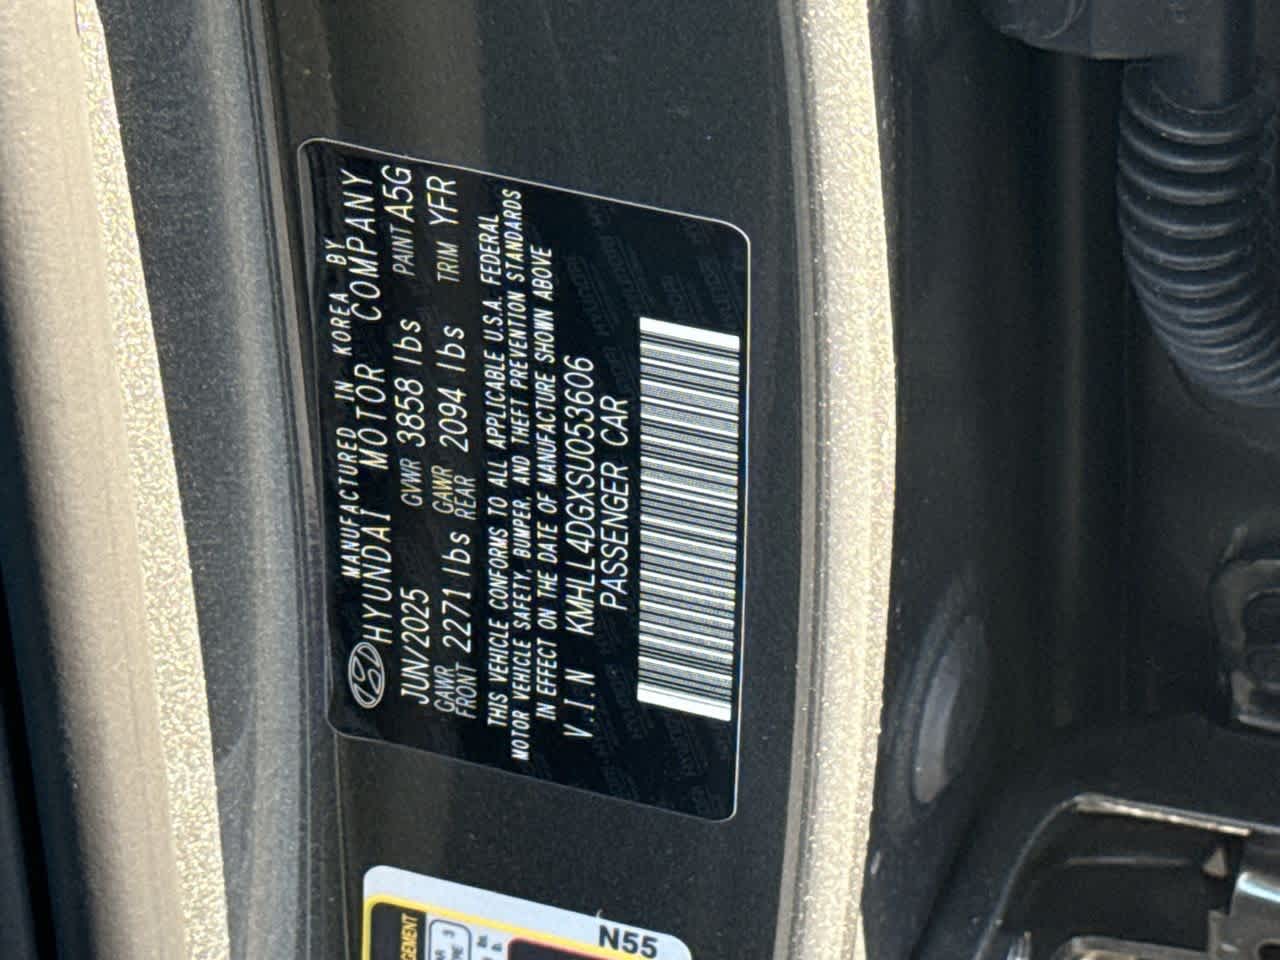 MANUFACTURED IN KOREA BY
HYUNDAI MOTOR COMPANY
JUN/2025 GVWR 3858 lbs PAINT A5G
GAWR FRONT 2271 lbs GAWR REAR 2094 lbs TRIM YFR
THIS VEHICLE CONFORMS TO ALL APPLICABLE U.S.A. FEDERAL
MOTOR VEHICLE SAFETY, BUMPER, AND THEFT PREVENTION STANDARDS
IN EFFECT ON THE DATE OF MANUFACTURE SHOWN ABOVE
V.I.N KMHLL4DGXSU053606
PASSENGER CAR
N55